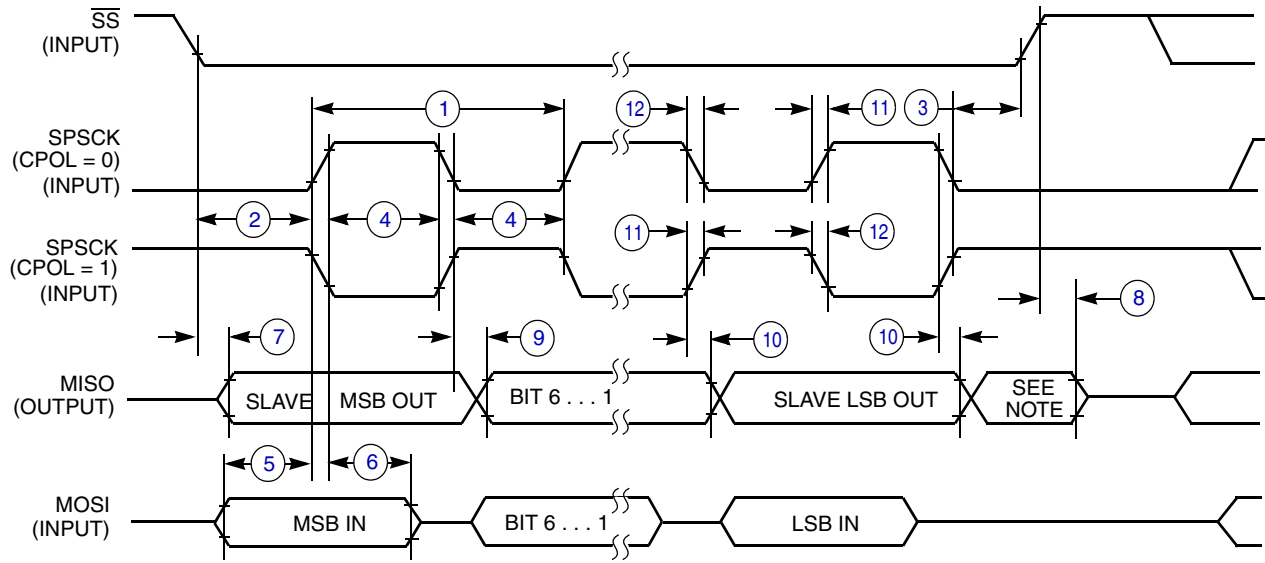 SS
(INPUT)
1
12
11
3
SPSCK
(CPOL = 0)
(INPUT)
2
4
4
11
12
SPSCK
(CPOL = 1)
(INPUT)
8
7
9
10
10
MISO
(OUTPUT)
SLAVE MSB OUT
BIT 6 . . . 1
SLAVE LSB OUT
SEE
NOTE
5
6
MOSI
(INPUT)
MSB IN
BIT 6 . . . 1
LSB IN